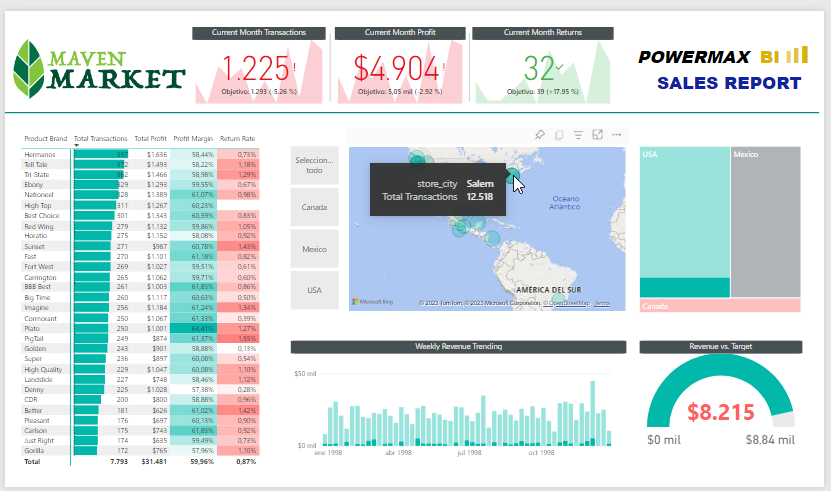 MAVEN
MARKET
Current Month Transactions
1.225!
Objetivo: 1.293 (-5.26 %)
Current Month Profit
$4.904!
Objetivo: 5,05 mil (-2.92 %)
Current Month Returns
32
Objetivo: 39 (+17.95 %)
POWERMAX BI
SALES REPORT
Product Brand Total Transactions Total Profit Profit Margin Return Rate
Hermanos 397 $1.636 58,44% 0,73%
Tell Tale 372 $1.493 58,22% 1,18%
Tri-State 362 $1.466 58,98% 1,29%
Ebony 329 $1.293 59,55% 0,67%
Nationeel 328 $1.389 61,07% 0,98%
High Top 311 $1.267 60,23%
Best Choice 301 $1.343 60,59% 0,83%
Red Wing 279 $1.132 59,86% 1,05%
Horatio 275 $1.152 58,08% 0,92%
Sunset 271 $987 60,78% 1,43%
Fast 270 $1.101 61,18% 0,82%
Fort West 269 $1.027 59,51% 0,61%
Carrington 265 $1.062 59,71% 0,60%
BBB Best 261 $1.003 61,83% 0,86%
Big Time 260 $1.117 60,63% 0,50%
Imagine 256 $1.184 61,24% 1,34%
Cormorant 250 $1.067 61,33% 0,39%
Plato 250 $1.001 64,41% 1,27%
PigTail 249 $874 61,37% 1,55%
Golden 243 $901 58,88% 0,13%
Super 236 $897 60,08% 0,54%
High Quality 229 $1.047 60,08% 1,10%
Landslide 227 $748 58,46% 1,12%
Denny 225 $1.028 57,38% 0,28%
CDR 200 $800 58,88% 0,96%
Better 181 $626 61,02% 1,42%
Pleasant 176 $697 60,13% 0,90%
Carlson 175 $743 61,83% 0,92%
Just Right 174 $635 59,49% 0,73%
Gorilla 172 $765 57,96% 1,10%
Total 7.793 $31.481 59,96% 0,87%
Seleccion...
todo
Canada
Mexico
USA
store_city Salem
Total Transactions 12.518
Océano
Atlántico
AMÉRICA DEL SUR
Microsoft Bing
© 2023 TomTom, © 2023 Microsoft Corporation, © OpenStreetMap Terms
USA
Mexico
Canada
Weekly Revenue Trending
$50 mil
$0 mil
ene 1998 abr 1998 jul 1998 oct 1998
Revenue vs. Target
$8.215
$0 mil
$8,84 mil